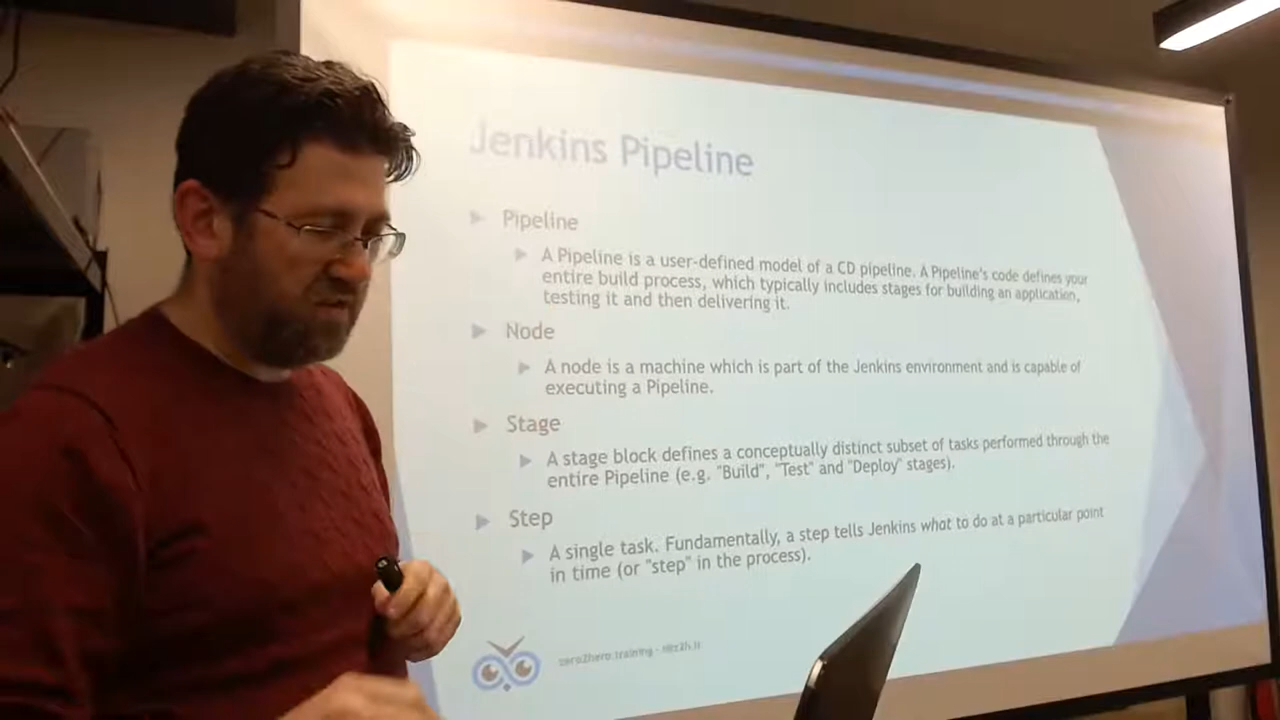 Jenkins Pipeline
Pipeline
A Pipeline is a user-defined model of a CD pipeline. A Pipeline's code defines your
entire build process, which typically includes stages for building an application,
testing it and then delivering it.
Node
A node is a machine which is part of the Jenkins environment and is capable of
executing a Pipeline.
Stage
A stage block defines a conceptually distinct subset of tasks performed through the
entire Pipeline (e.g. "Build", "Test" and "Deploy" stages).
Step
A single task. Fundamentally, a step tells Jenkins what to do at a particular point
in time (or "step" in the process).
zero2hero.training -